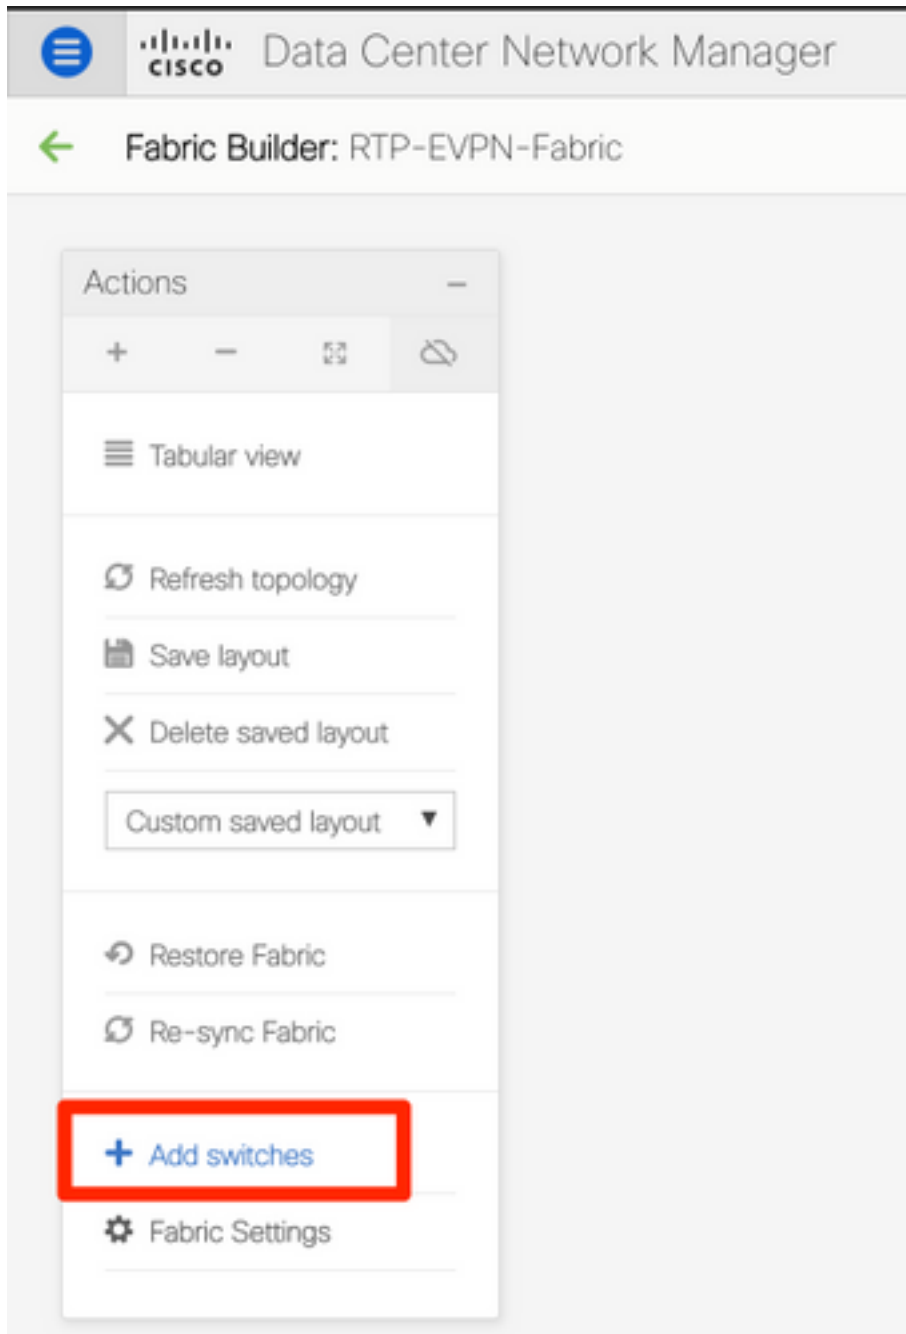 CISCO Data Center Network Manager
Fabric Builder: RTP-EVPN-Fabric
Actions
Tabular view
Refresh topology
Save layout
Delete saved layout
Custom saved layout
Restore Fabric
Re-sync Fabric
Add switches
Fabric Settings